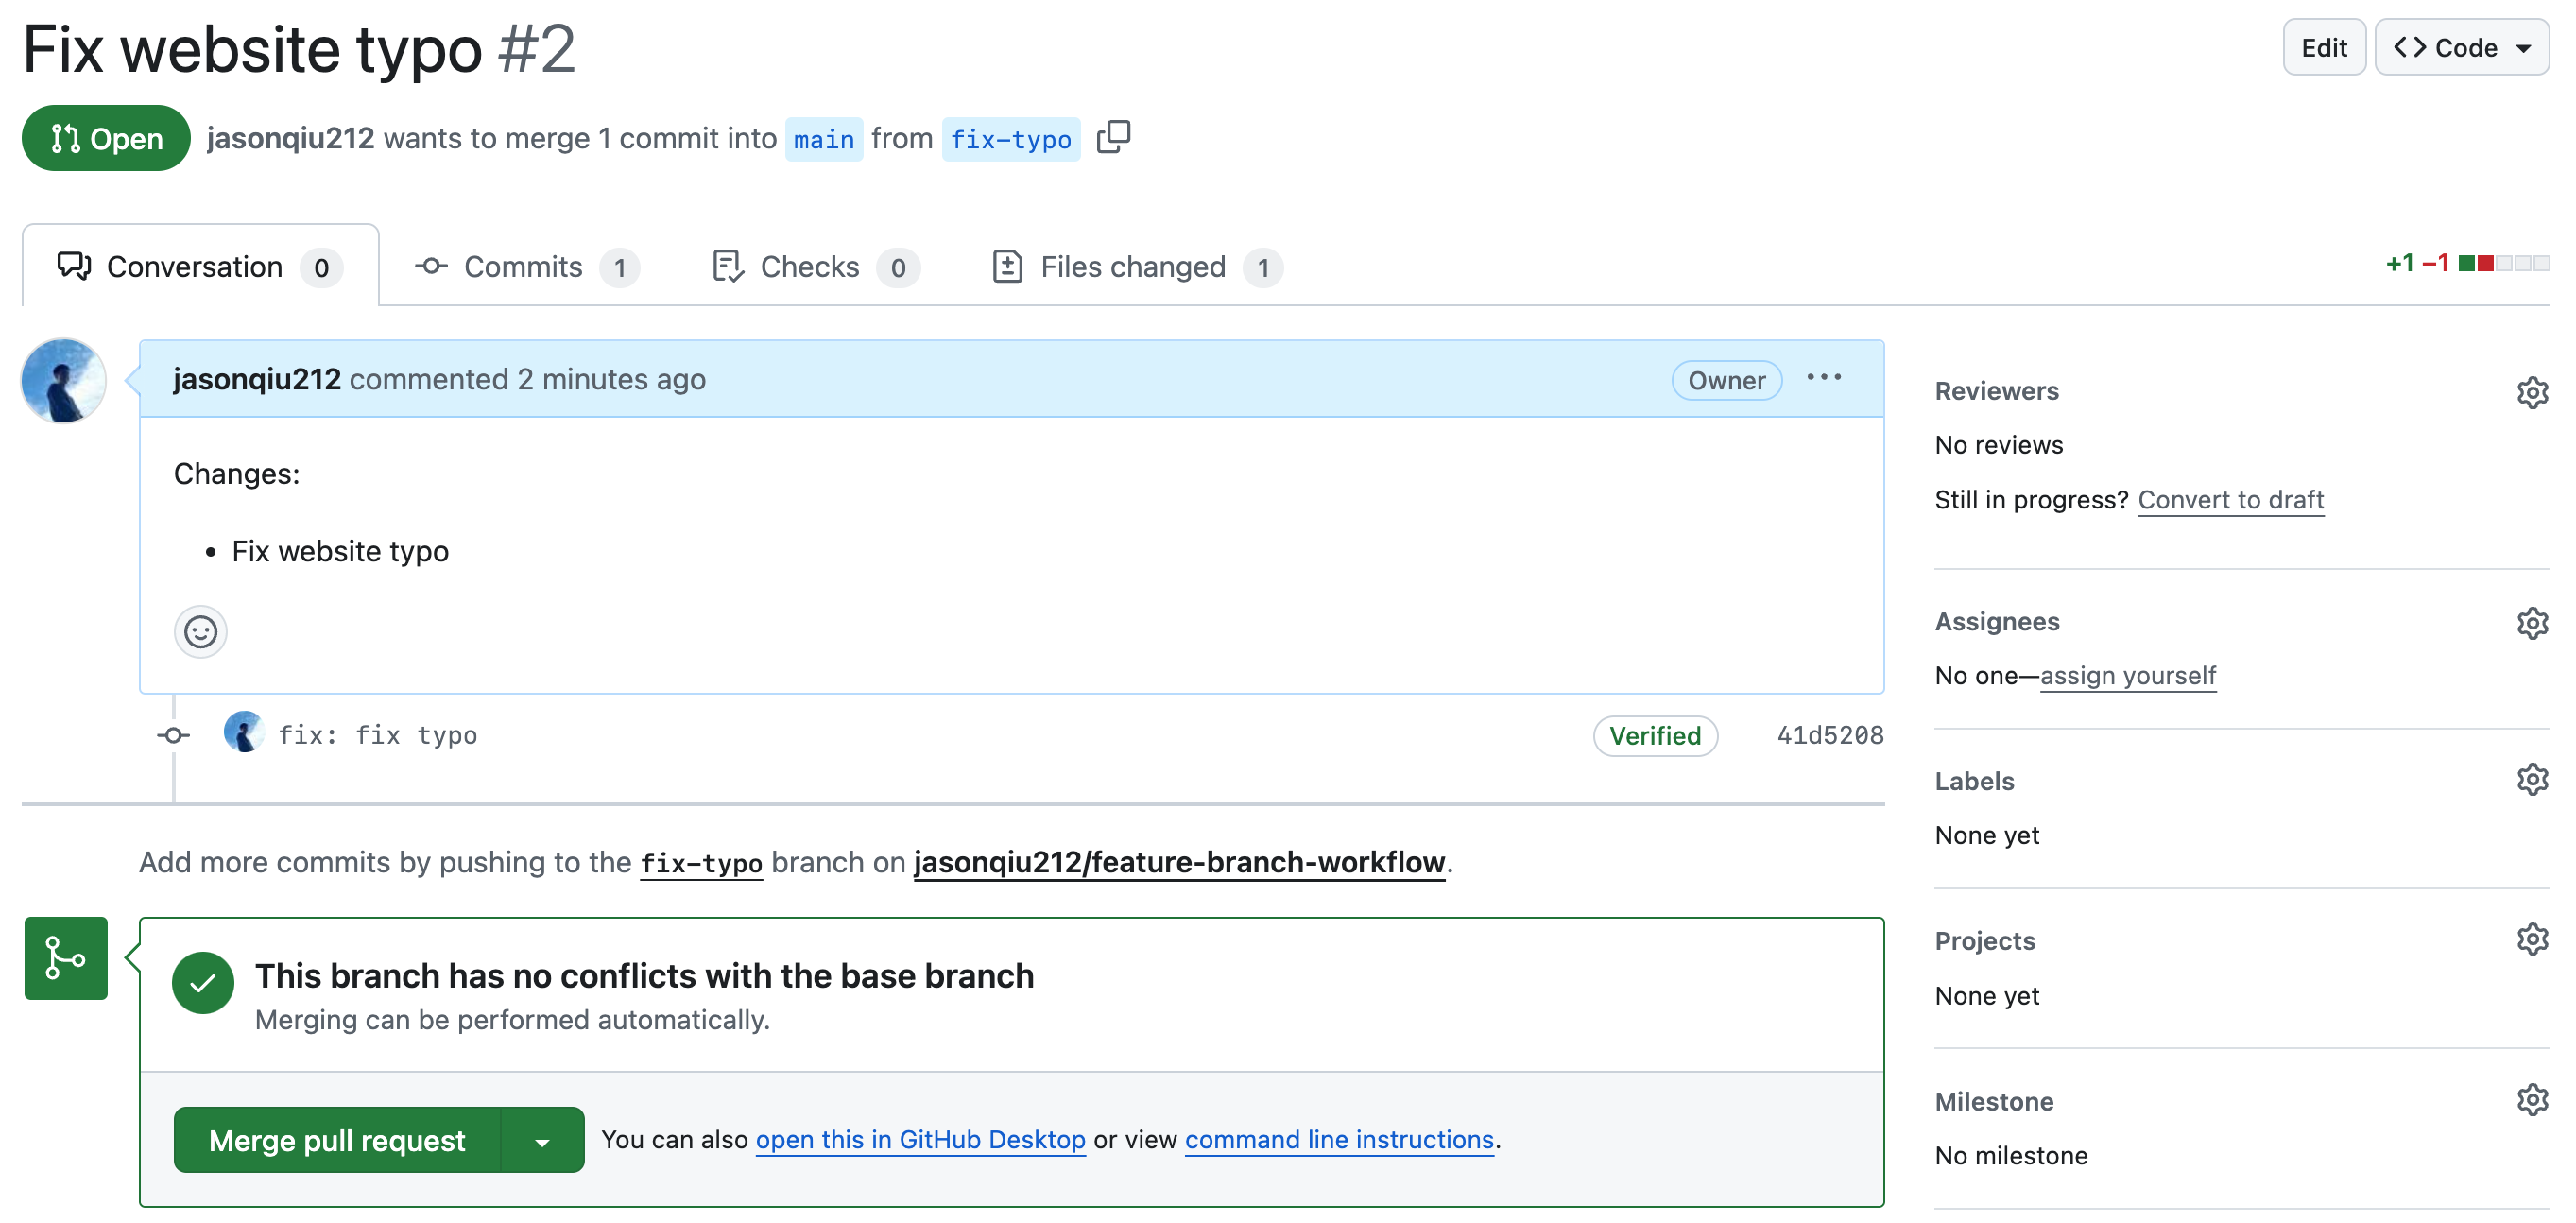 Fix website typo #2
Edit
Code
Open
jasonqiu212 wants to merge 1 commit into main from fix-typo
Conversation 0
Commits 1
Checks 0
Files changed 1
+1 −1
jasonqiu212 commented 2 minutes ago
Owner
Changes:
• Fix website typo
fix: fix typo
Verified
41d5208
Add more commits by pushing to the fix-typo branch on jasonqiu212/feature-branch-workflow.
This branch has no conflicts with the base branch
Merging can be performed automatically.
Merge pull request
You can also open this in GitHub Desktop or view command line instructions.
Reviewers
No reviews
Still in progress? Convert to draft
Assignees
No one—assign yourself
Labels
None yet
Projects
None yet
Milestone
No milestone